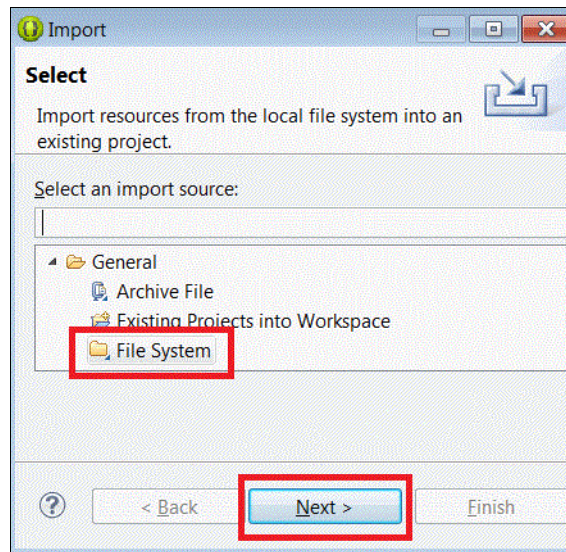 Import
Select
Import resources from the local file system into an
existing project.
Select an import source:
General
Archive File
Existing Projects into Workspace
File System
? < Back Next > Finish